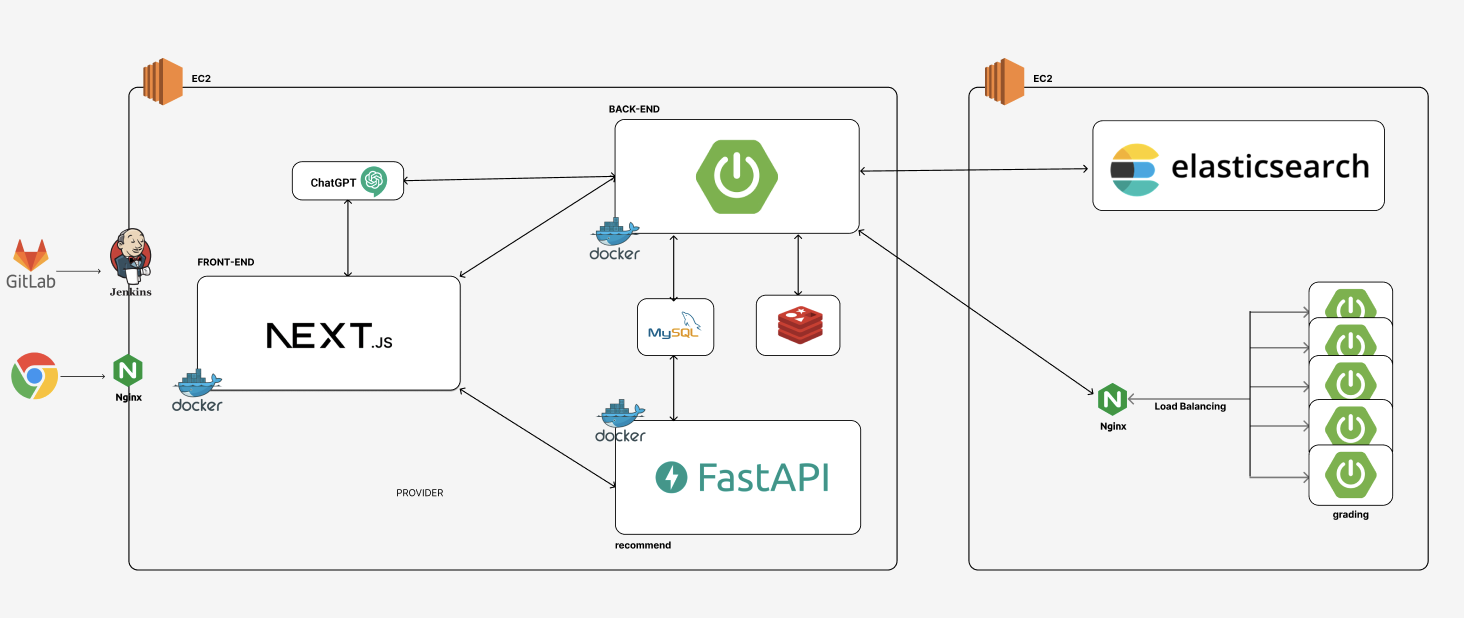 EC2
EC2
BACK-END
elasticsearch
ChatGPT
docker
GitLab
Jenkins
FRONT-END
NEXT.JS
MySQL
docker
Nginx
docker
Load Balancing
Nginx
FastAPI
PROVIDER
grading
recommend